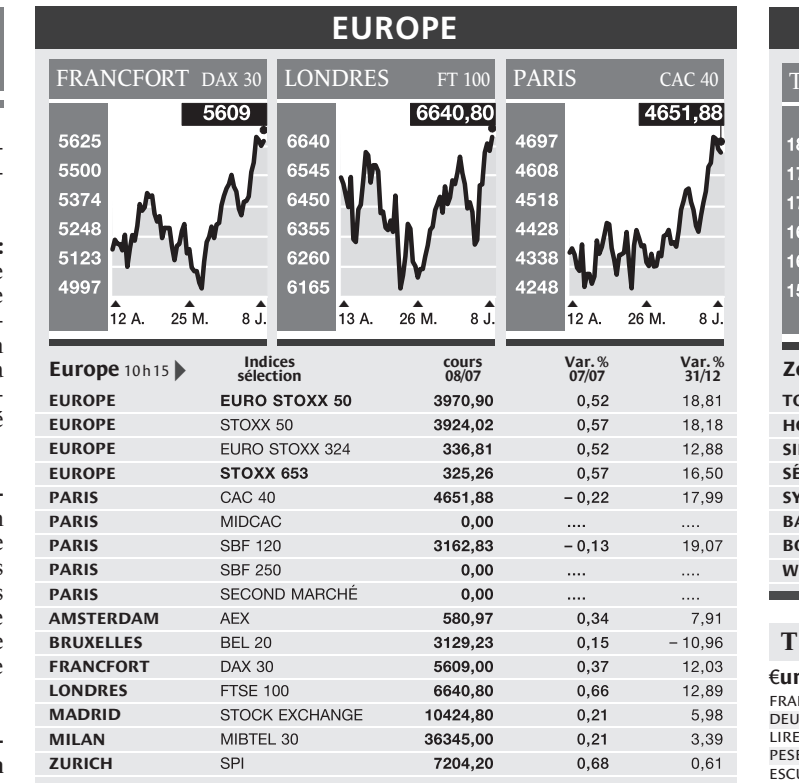 EUROPE
FRANCFORT DAX 30
5609
5625
5500
5374
5248
5123
4997
12 A. 25 M. 8 J.
LONDRES FT 100
6640,80
6640
6545
6450
6355
6260
6165
13 A. 26 M. 8 J.
PARIS CAC 40
4651,88
4697
4608
4518
4428
4338
4248
12 A. 26 M. 8 J.
Europe 10h15 Indices sélection cours 08/07 Var. % 07/07 Var. % 31/12
EUROPE EURO STOXX 50 3970,90 0,52 18,81
EUROPE STOXX 50 3924,02 0,57 18,18
EUROPE EURO STOXX 324 336,81 0,52 12,88
EUROPE STOXX 653 325,26 0,57 16,50
PARIS CAC 40 4651,88 – 0,22 17,99
PARIS MIDCAC 0,00 .... ....
PARIS SBF 120 3162,83 – 0,13 19,07
PARIS SBF 250 0,00 .... ....
PARIS SECOND MARCHÉ 0,00 .... ....
AMSTERDAM AEX 580,97 0,34 7,91
BRUXELLES BEL 20 3129,23 0,15 – 10,96
FRANCFORT DAX 30 5609,00 0,37 12,03
LONDRES FTSE 100 6640,80 0,66 12,89
MADRID STOCK EXCHANGE 10424,80 0,21 5,98
MILAN MIBTEL 30 36345,00 0,21 3,39
ZURICH SPI 7204,20 0,68 0,61